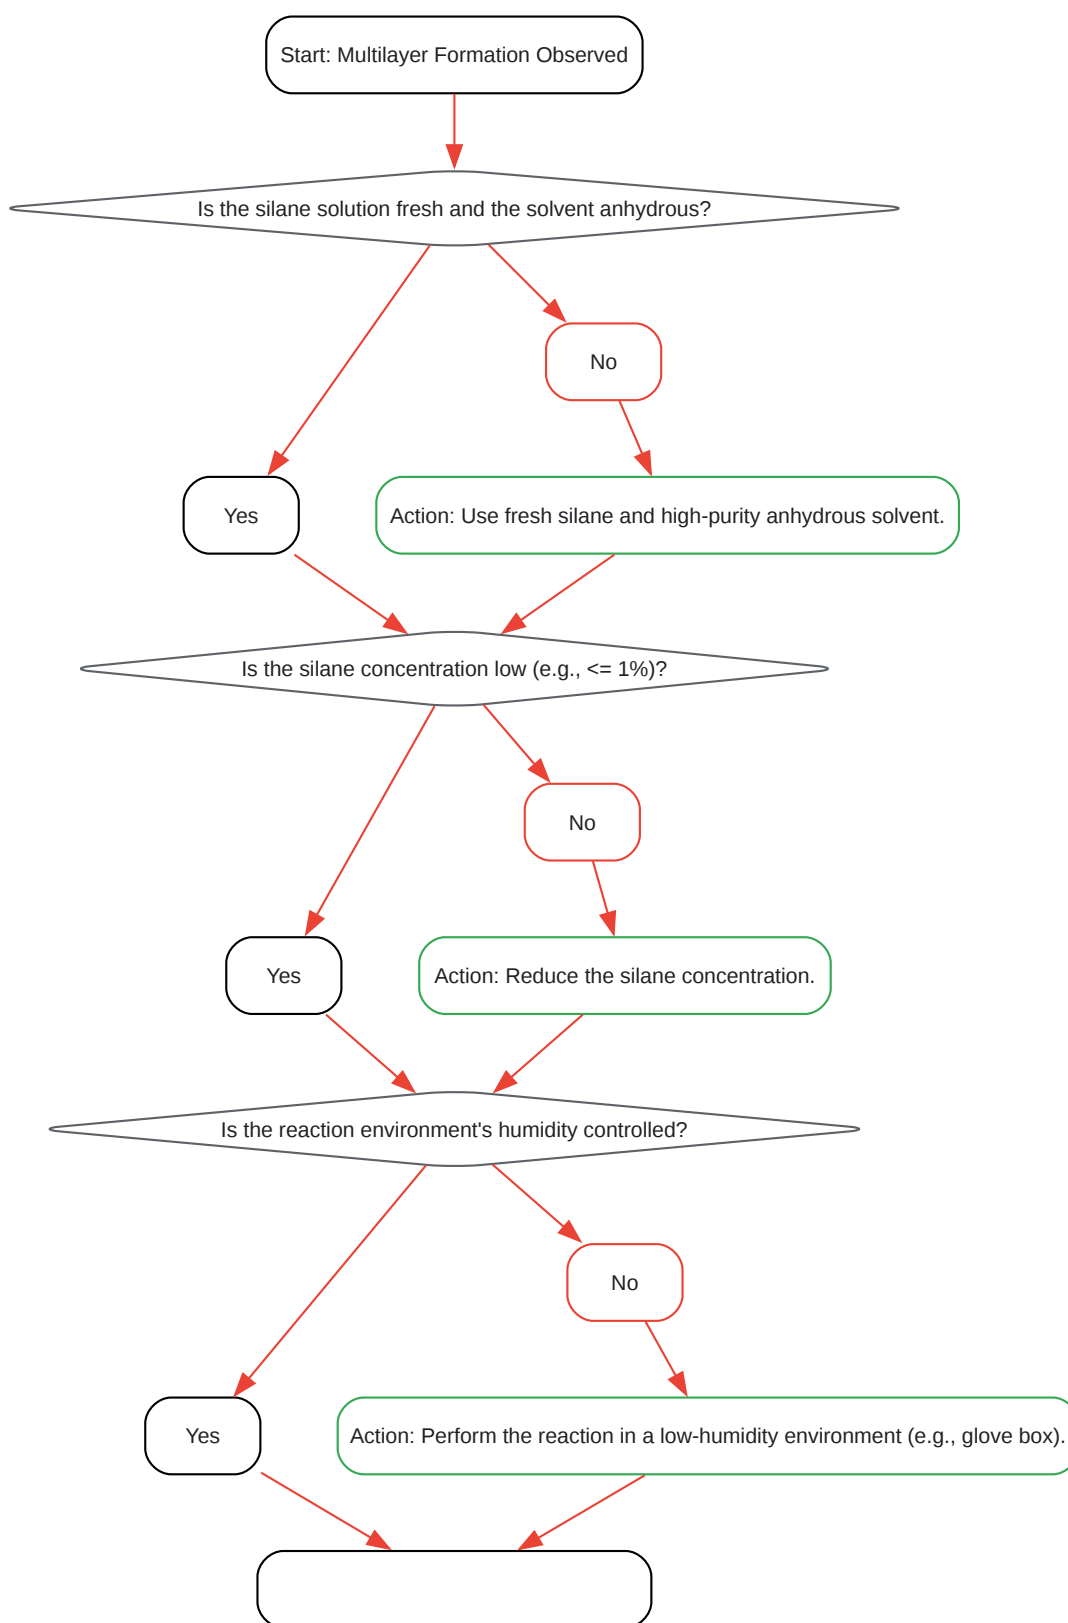 Start: Multilayer Formation Observed
Is the silane solution fresh and the solvent anhydrous?
No
Yes
Action: Use fresh silane and high-purity anhydrous solvent.
Is the silane concentration low (e.g., <= 1%)?
No
Yes
Action: Reduce the silane concentration.
Is the reaction environment's humidity controlled?
No
Yes
Action: Perform the reaction in a low-humidity environment (e.g., glove box).